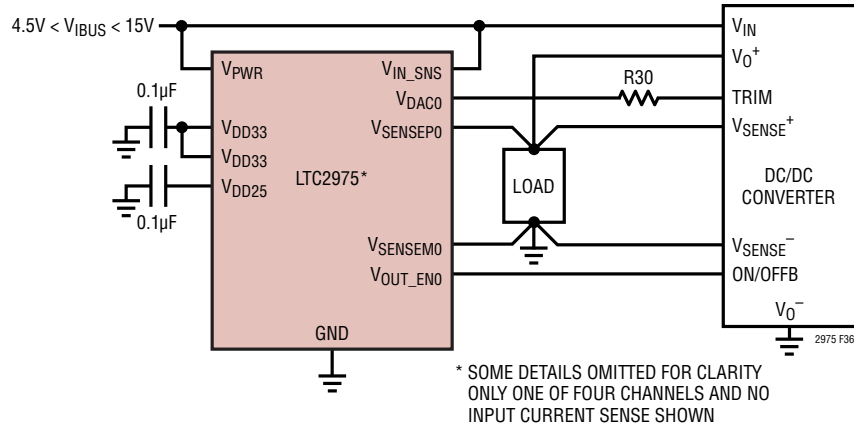 4.5V < VIBUS < 15V
VIN
VO+
VPWR
VIN_SNS
R30
0.1µF
VDAC0
TRIM
VDD33
VSENSEP0
VSENSE+
VDD33
LTC2975*
LOAD
DC/DC
CONVERTER
VDD25
0.1µF
VSENSEM0
VSENSE–
VOUT_EN0
ON/OFFB
VO–
GND
2975 F36
* SOME DETAILS OMITTED FOR CLARITY
ONLY ONE OF FOUR CHANNELS AND NO
INPUT CURRENT SENSE SHOWN